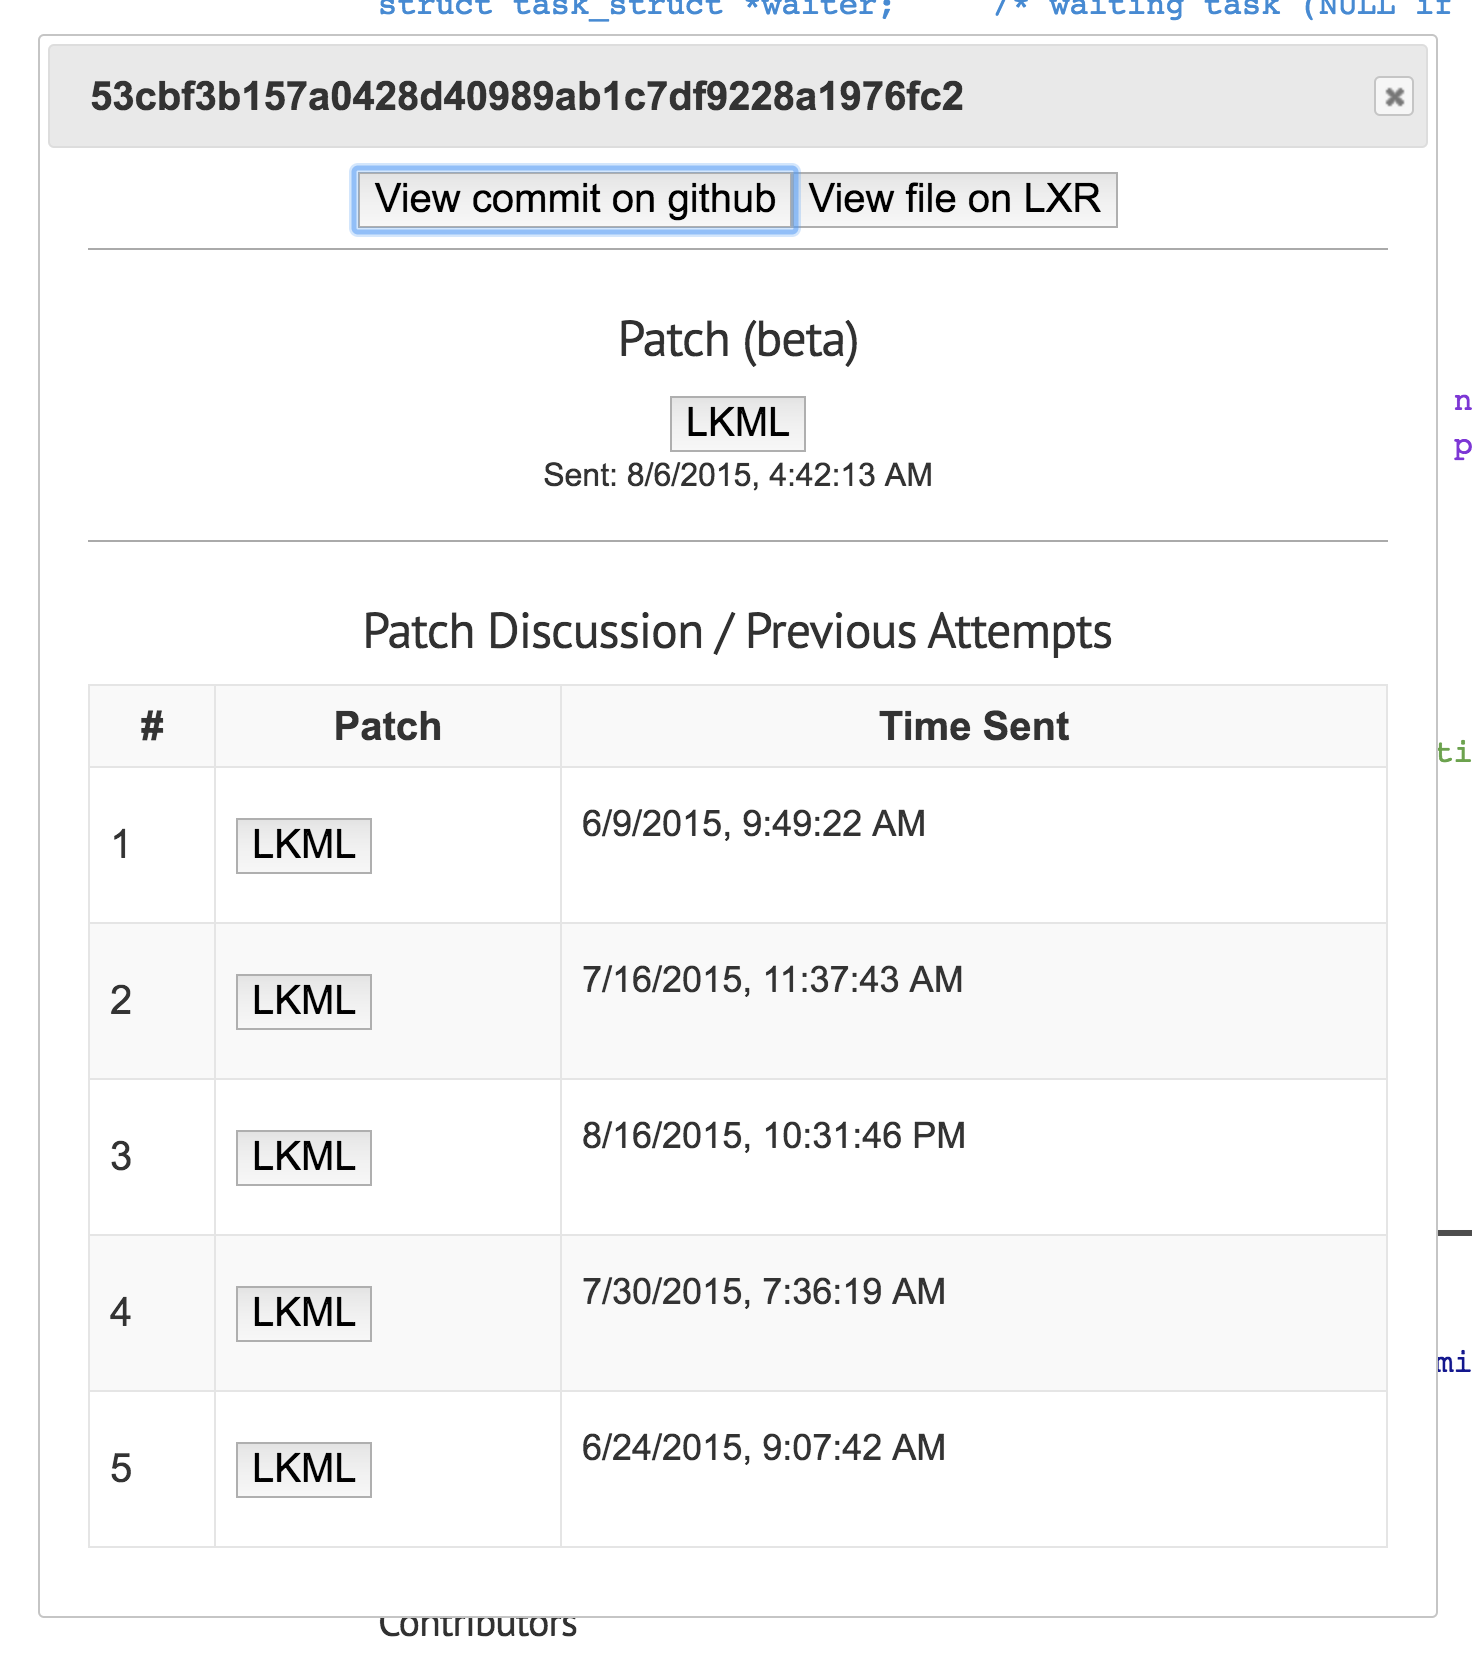 struct task_struct *waiter; /* waiting task (NULL if
53cbf3b157a0428d40989ab1c7df9228a1976fc2
View commit on github View file on LXR
Patch (beta)
n
LKML
p
Sent: 8/6/2015, 4:42:13 AM
Patch Discussion / Previous Attempts
# Patch Time Sent
ti
1 LKML 6/9/2015, 9:49:22 AM
2 LKML 7/16/2015, 11:37:43 AM
3 LKML 8/16/2015, 10:31:46 PM
4 LKML 7/30/2015, 7:36:19 AM
mi
5 LKML 6/24/2015, 9:07:42 AM
Contributors